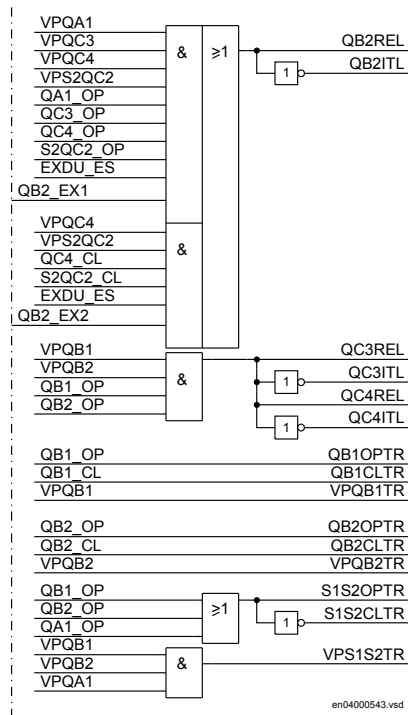 VPQA1
VPQC3
VPQC4
VPS2QC2
QA1_OP
QC3_OP
QC4_OP
S2QC2_OP
EXDU_ES
QB2_EX1
&
≥1
QB2REL
1
QB2ITL
VPQC4
VPS2QC2
QC4_CL
S2QC2_CL
EXDU_ES
QB2_EX2
&
VPQB1
VPQB2
QB1_OP
QB2_OP
&
QC3REL
1
QC3ITL
QC4REL
1
QC4ITL
QB1_OP QB1OPTR
QB1_CL QB1CLTR
VPQB1 VPQB1TR
QB2_OP QB2OPTR
QB2_CL QB2CLTR
VPQB2 VPQB2TR
QB1_OP
QB2_OP
QA1_OP
≥1
S1S2OPTR
1
S1S2CLTR
VPQB1
VPQB2
VPQA1
&
VPS1S2TR
en04000543.vsd